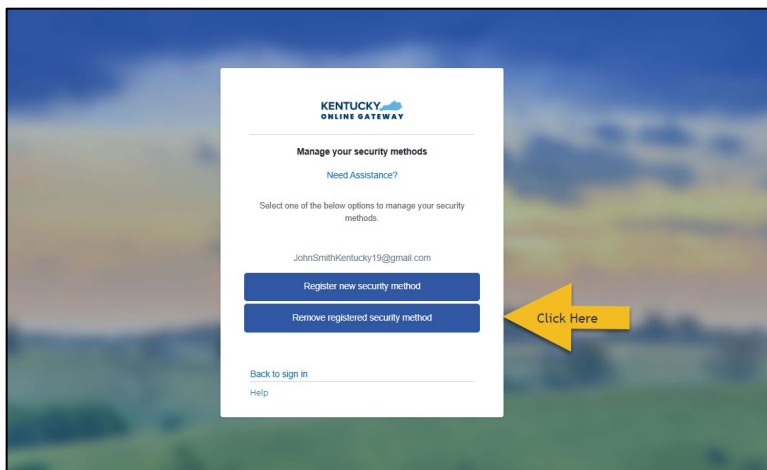 KENTUCKY
ONLINE GATEWAY
Manage your security methods
Need Assistance?
Select one of the below options to manage your security
methods.
JohnSmithKentucky19@gmail.com
Register new security method
Remove registered security method
Click Here
Back to sign in
Help